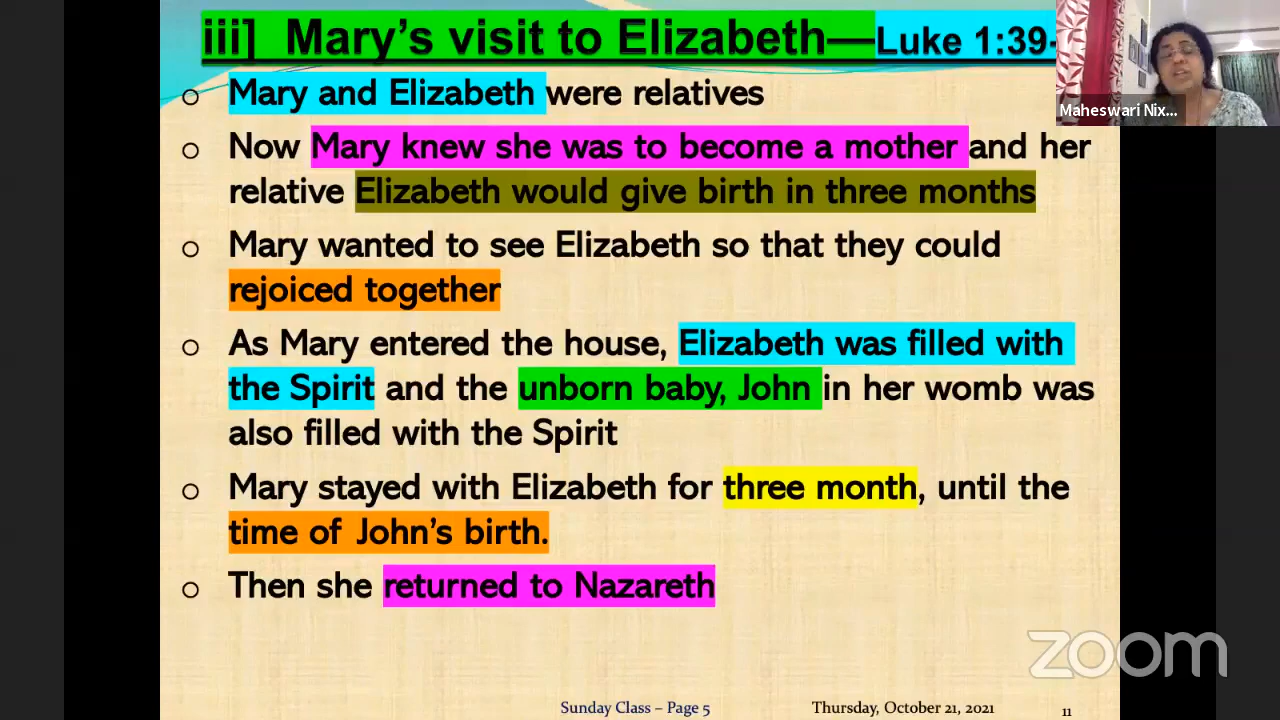 iii] Mary's visit to Elizabeth—Luke 1:39-
Maheswari Nix...
o Mary and Elizabeth were relatives
o Now Mary knew she was to become a mother and her
relative Elizabeth would give birth in three months
o Mary wanted to see Elizabeth so that they could
rejoiced together
o As Mary entered the house, Elizabeth was filled with
the Spirit and the unborn baby, John in her womb was
also filled with the Spirit
o Mary stayed with Elizabeth for three month, until the
time of John's birth.
o Then she returned to Nazareth
zoom
Sunday Class – Page 5 Thursday, October 21, 2021 11